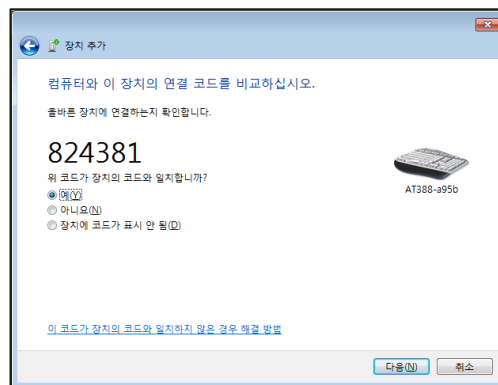 장치 추가
컴퓨터와 이 장치의 연결 코드를 비교하십시오.
올바른 장치에 연결하는지 확인합니다.
824381
위 코드가 장치의 코드와 일치합니까?
예(Y)
아니요(N)
장치에 코드가 표시 안 됨(D)
AT388-a95b
이 코드가 장치의 코드와 일치하지 않은 경우 해결 방법
다음(N) 취소